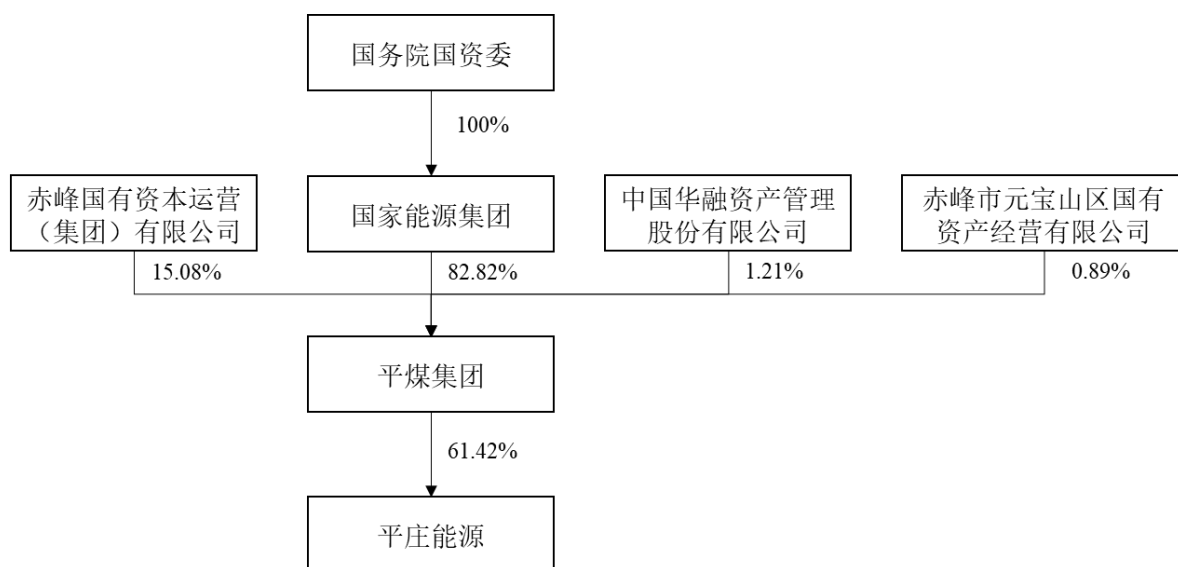 国务院国资委
100%
赤峰国有资本运营
（集团）有限公司
国家能源集团
中国华融资产管理
股份有限公司
赤峰市元宝山区国有
资产经营有限公司
15.08%
82.82%
1.21%
0.89%
平煤集团
61.42%
平庄能源